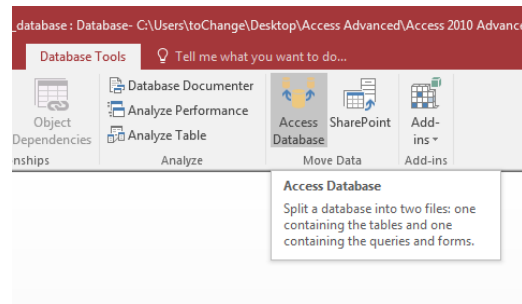 _database : Database- C:\Users\toChange\Desktop\Access Advanced\Access 2010 Advance
Database Tools
Tell me what you want to do...
Object
Dependencies
nships
Database Documenter
Analyze Performance
Analyze Table
Analyze
Access
Database
SharePoint
Move Data
Add-
ins
Add-ins
Access Database
Split a database into two files: one
containing the tables and one
containing the queries and forms.